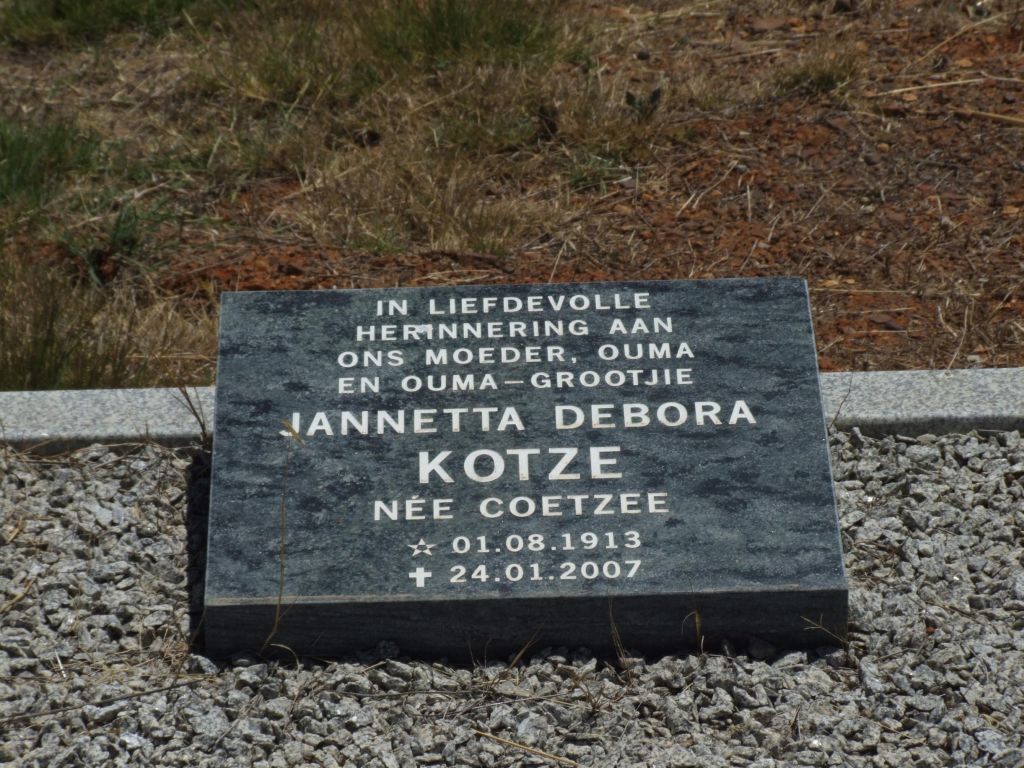 IN LIEFDEVOLLE
HERINNERING AAN
ONS MOEDER, OUMA
EN OUMA-GROOTJIE
JANNETTA DEBORA
KOTZE
NÉE COETZEE
☆ 01.08.1913
✝ 24.01.2007